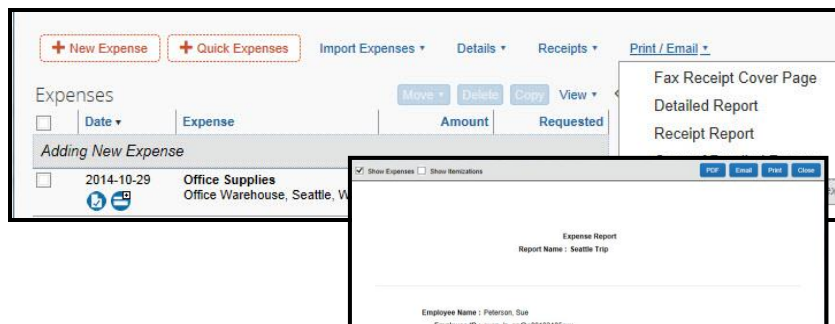 New Expense Quick Expenses Import Expenses Details Receipts Print / Email
Fax Receipt Cover Page
Detailed Report
Receipt Report
Expenses Move Delete Copy View
Date Expense Amount Requested
Adding New Expense
2014-10-29 Office Supplies
Office Warehouse, Seattle, W
Show Expenses Show Itemizations PDF Email Print Close
Expense Report
Report Name : Seattle Trip
Employee Name : Peterson, Sue